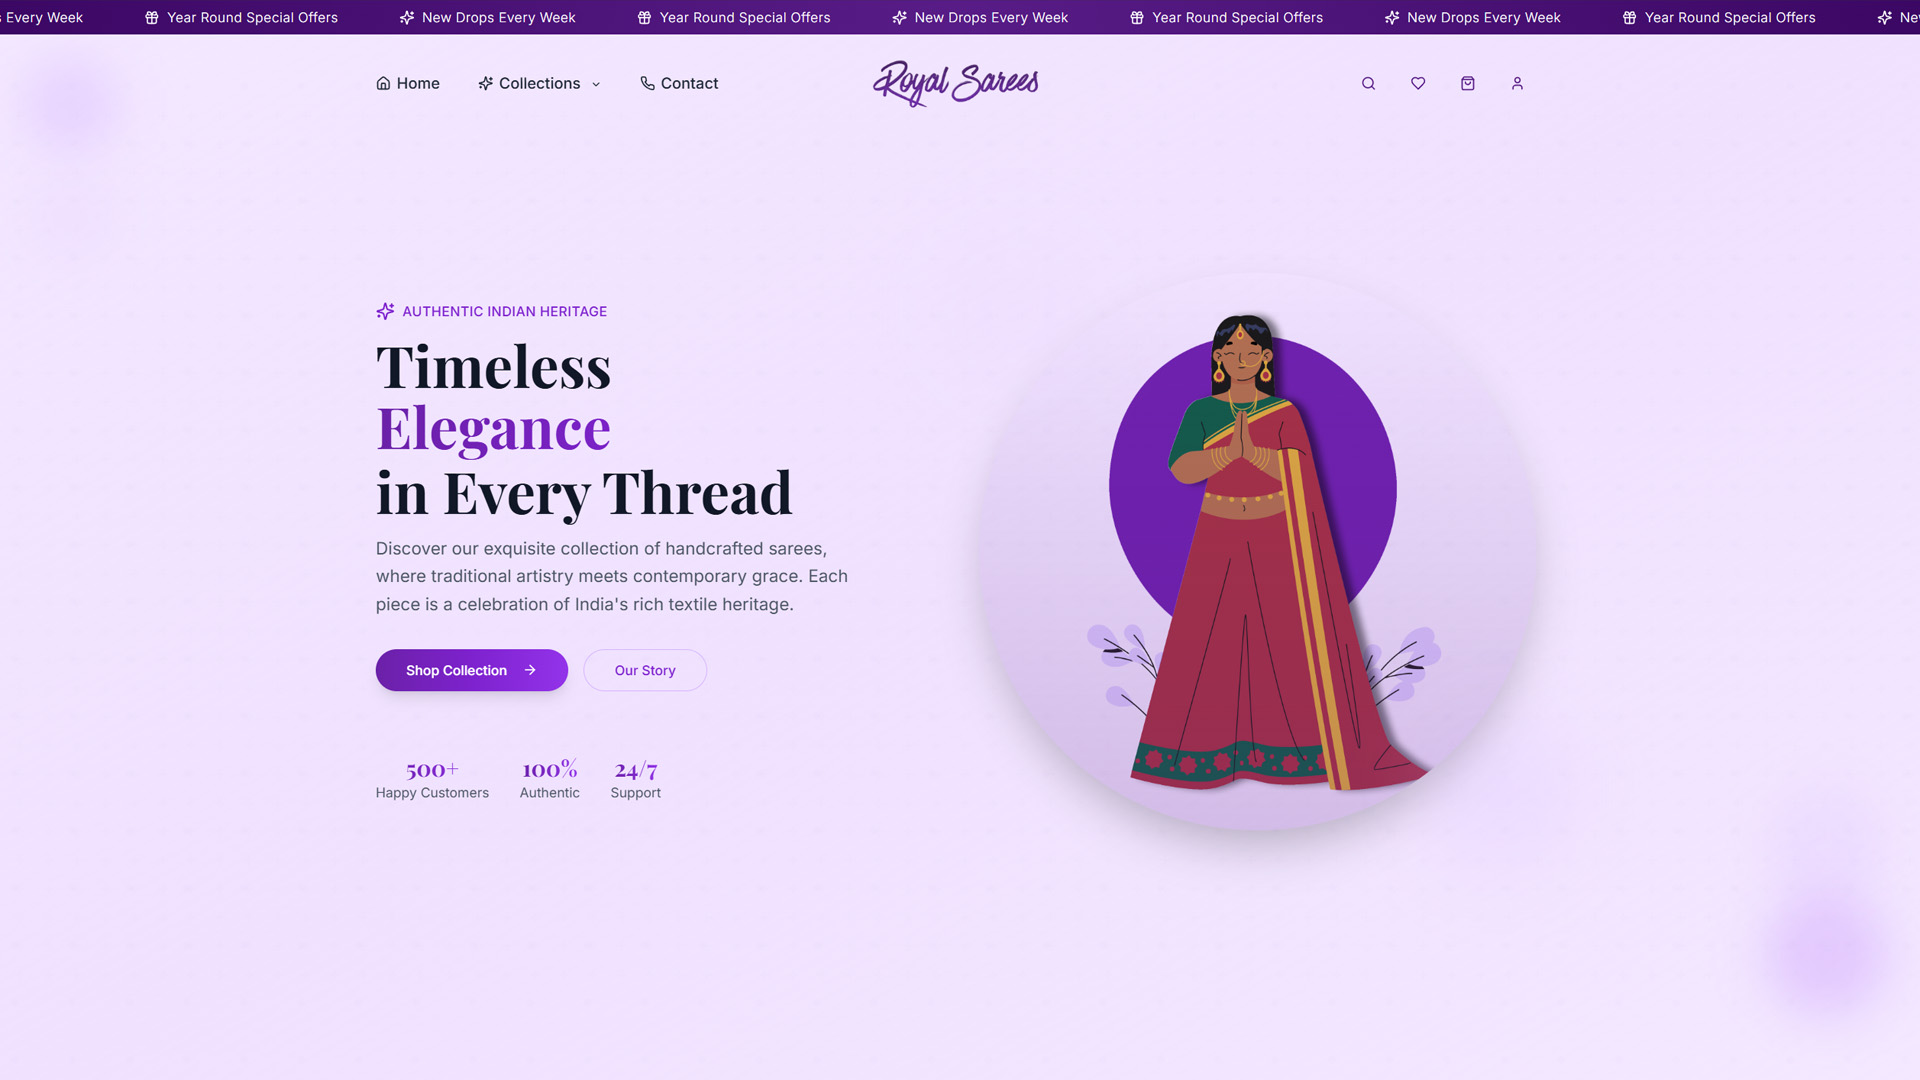 Every Week Year Round Special Offers New Drops Every Week Year Round Special Offers New Drops Every Week Year Round Special Offers New Drops Every Week Year Round Special Offers
Home Collections Contact Royal Sarees
AUTHENTIC INDIAN HERITAGE
Timeless
Elegance
in Every Thread
Discover our exquisite collection of handcrafted sarees,
where traditional artistry meets contemporary grace. Each
piece is a celebration of India's rich textile heritage.
Shop Collection Our Story
500+ 100% 24/7
Happy Customers Authentic Support